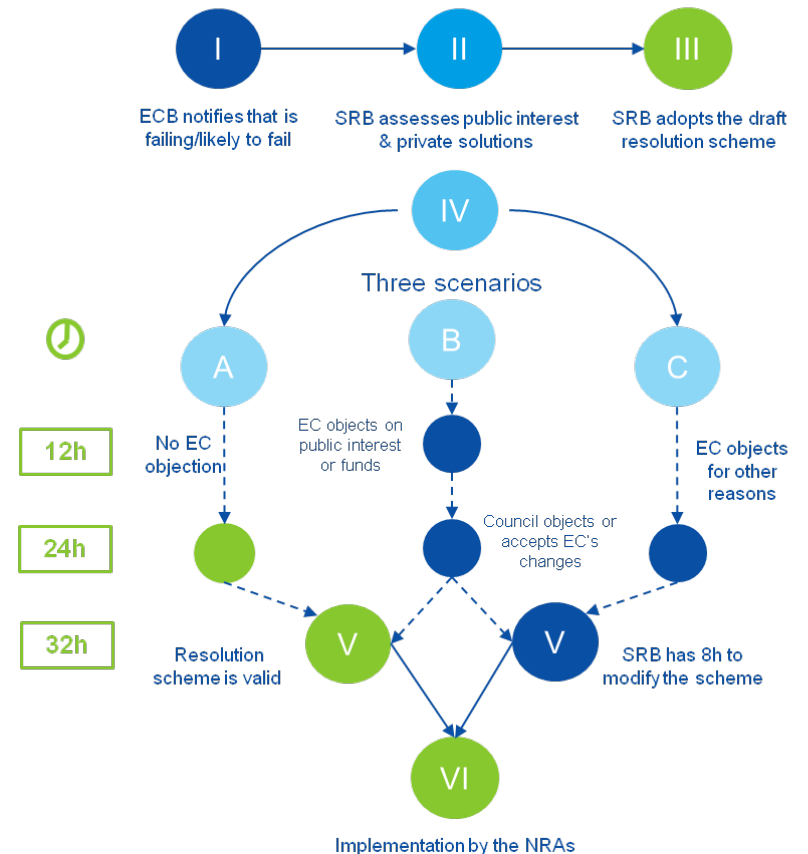 I
II
III
ECB notifies that is
failing/likely to fail
SRB assesses public interest
& private solutions
SRB adopts the draft
resolution scheme
IV
Three scenarios
A
B
C
12h
No EC
objection
EC objects on
public interest
or funds
EC objects
for other
reasons
24h
Council objects or
accepts EC's
changes
32h
V
V
Resolution
scheme is valid
SRB has 8h to
modify the scheme
VI
Implementation by the NRAs